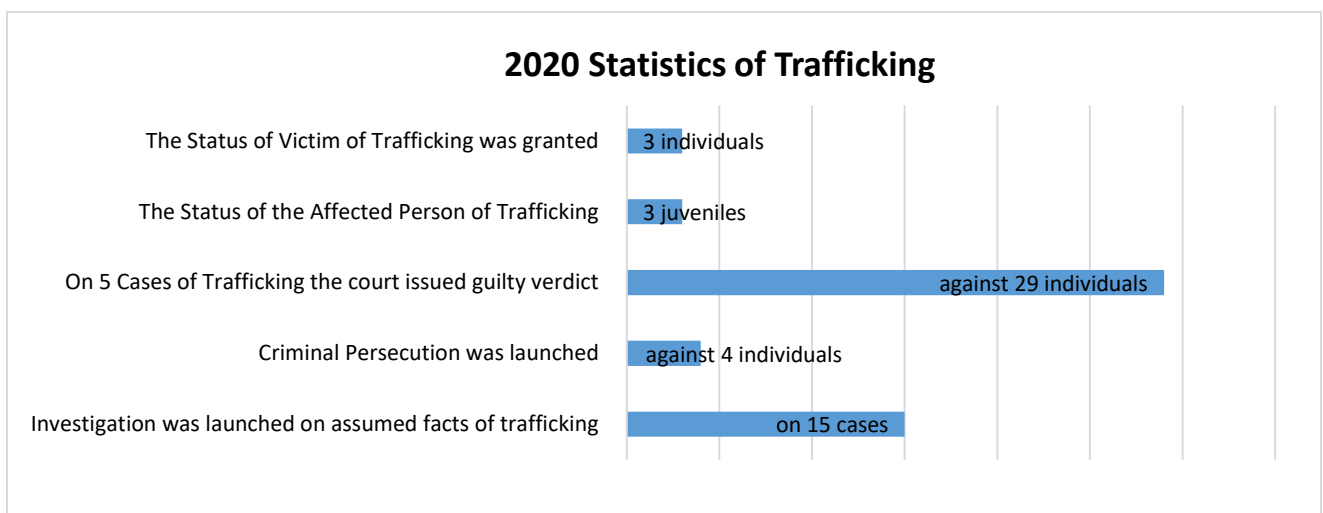 2020 Statistics of Trafficking
The Status of Victim of Trafficking was granted
3 individuals
The Status of the Affected Person of Trafficking
3 juveniles
On 5 Cases of Trafficking the court issued guilty verdict
against 29 individuals
Criminal Persecution was launched
against 4 individuals
Investigation was launched on assumed facts of trafficking
on 15 cases